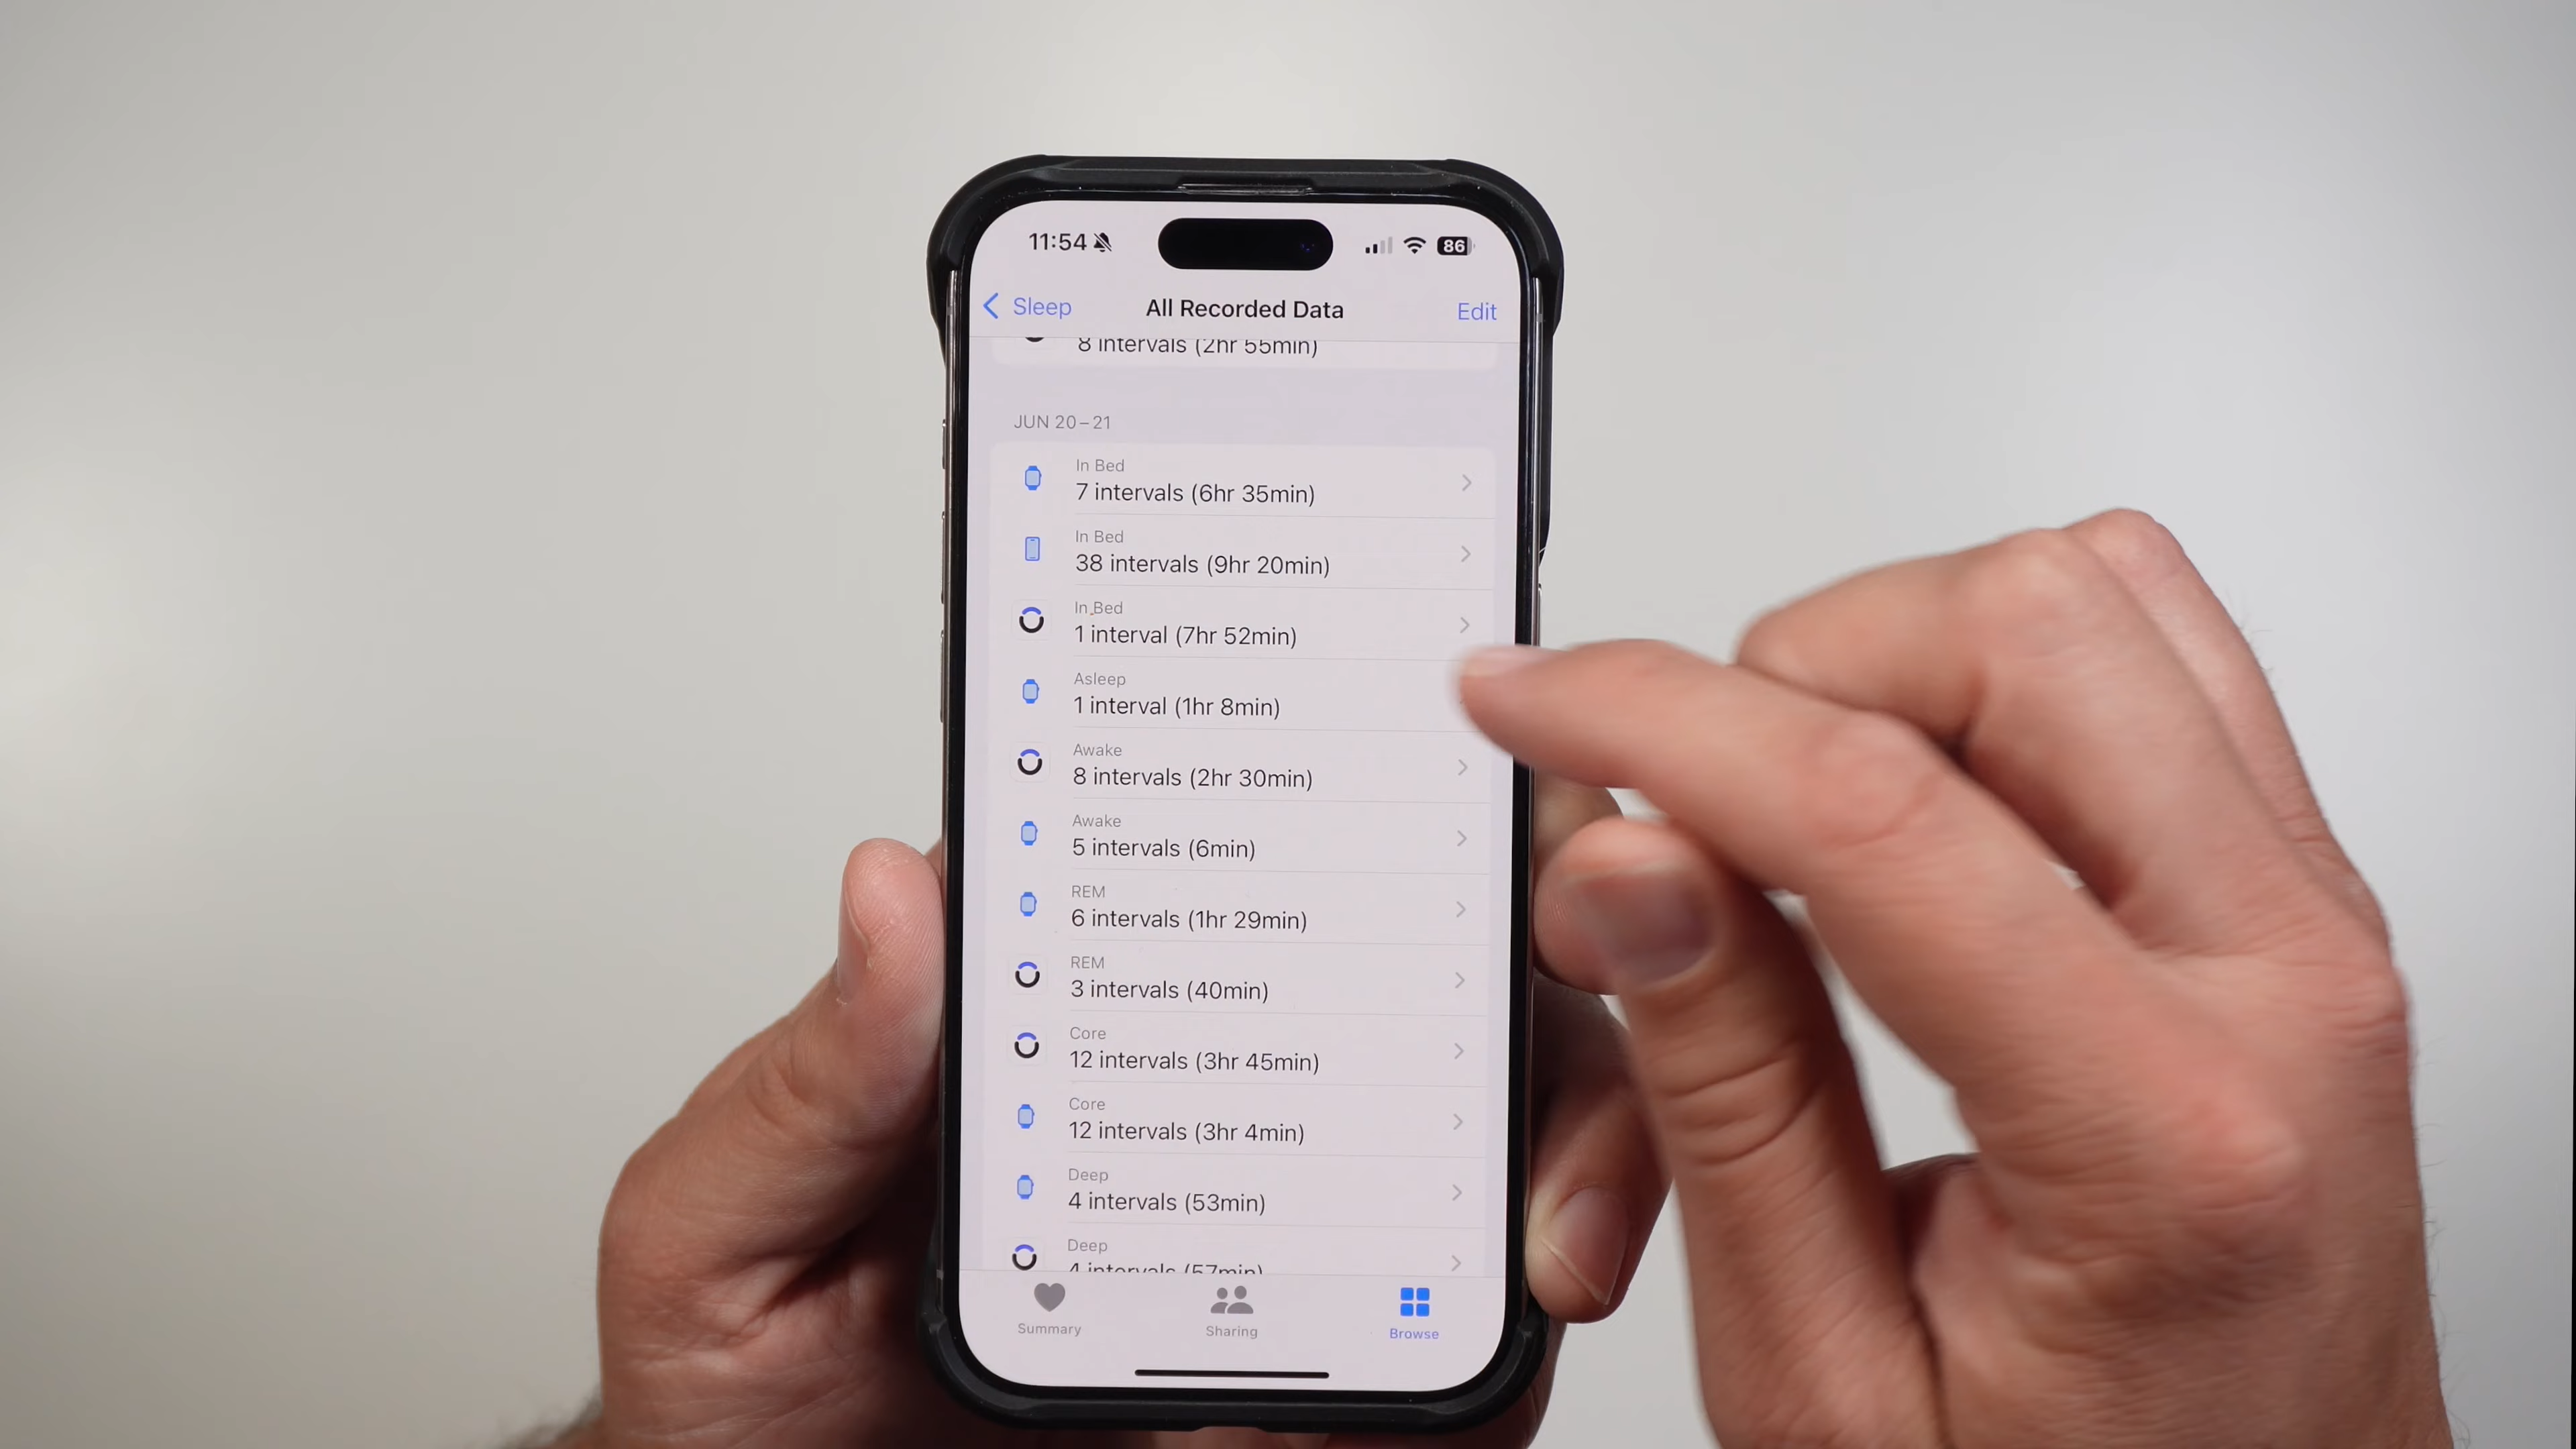 11:54
86
Sleep
All Recorded Data
Edit
8 intervals (2hr 55min)
JUN 20–21
In Bed
7 intervals (6hr 35min)
In Bed
38 intervals (9hr 20min)
In Bed
1 interval (7hr 52min)
Asleep
1 interval (1hr 8min)
Awake
8 intervals (2hr 30min)
Awake
5 intervals (6min)
REM
6 intervals (1hr 29min)
REM
3 intervals (40min)
Core
12 intervals (3hr 45min)
Core
12 intervals (3hr 4min)
Deep
4 intervals (53min)
Deep
4 intervals (57min)
Summary
Sharing
Browse